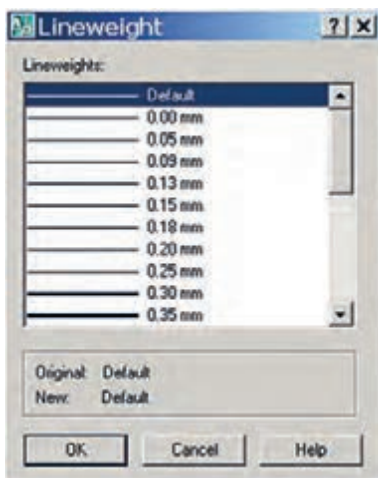 Lineweight
Lineweights:
Default
0.00 mm
0.05 mm
0.09 mm
0.13 mm
0.15 mm
0.18 mm
0.20 mm
0.25 mm
0.30 mm
0.35 mm
Original: Default
New: Default
OK Cancel Help